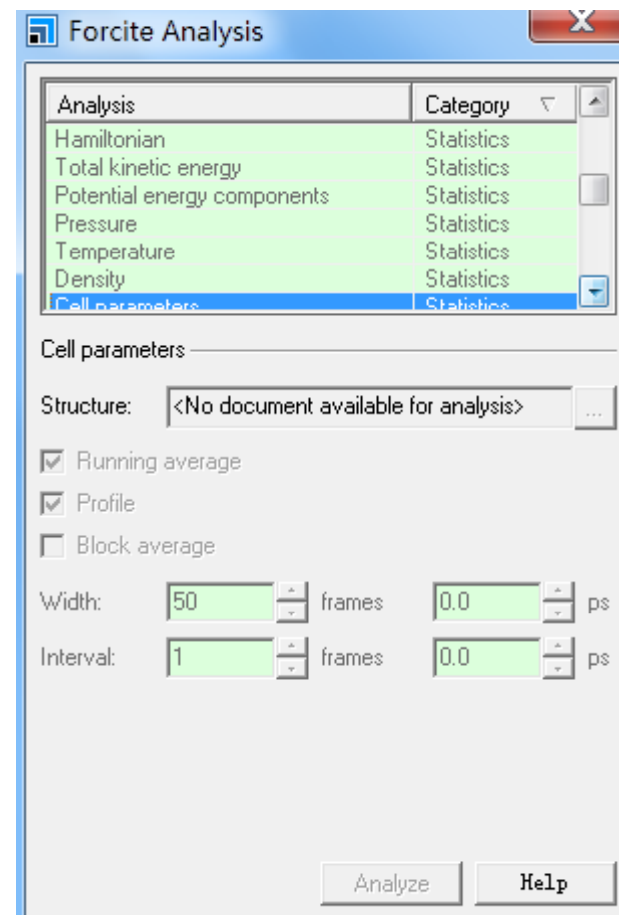 Forcite Analysis
Analysis Category
Hamiltonian Statistics
Total kinetic energy Statistics
Potential energy components Statistics
Pressure Statistics
Temperature Statistics
Density Statistics
Cell parameters Statistics
Cell parameters
Structure: <No document available for analysis> ...
Running average
Profile
Block average
Width: 50 frames 0.0 ps
Interval: 1 frames 0.0 ps
Analyze Help